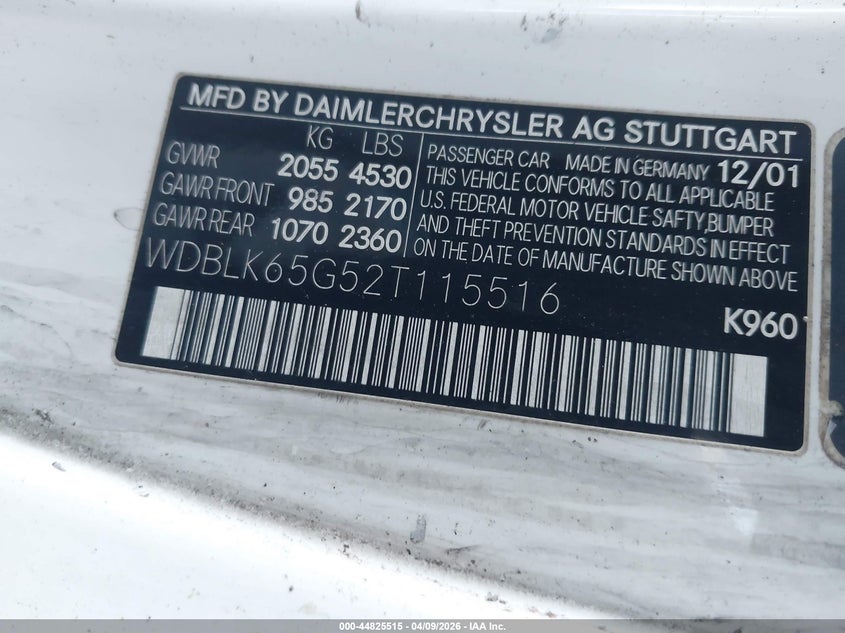 MFD BY DAIMLERCHRYSLER AG STUTTGART
KG LBS
GVWR 2055 4530
GAWR FRONT 985 2170
GAWR REAR 1070 2360
PASSENGER CAR MADE IN GERMANY 12/01
THIS VEHICLE CONFORMS TO ALL APPLICABLE
U.S. FEDERAL MOTOR VEHICLE SAFTY,BUMPER
AND THEFT PREVENTION STANDARDS IN EFFECT
ON THE DATE OF MANUFACTURE SHOWN ABOVE
WDBLK65G52T115516
K960
000-44825515 - 04/09/2026 - IAA Inc.